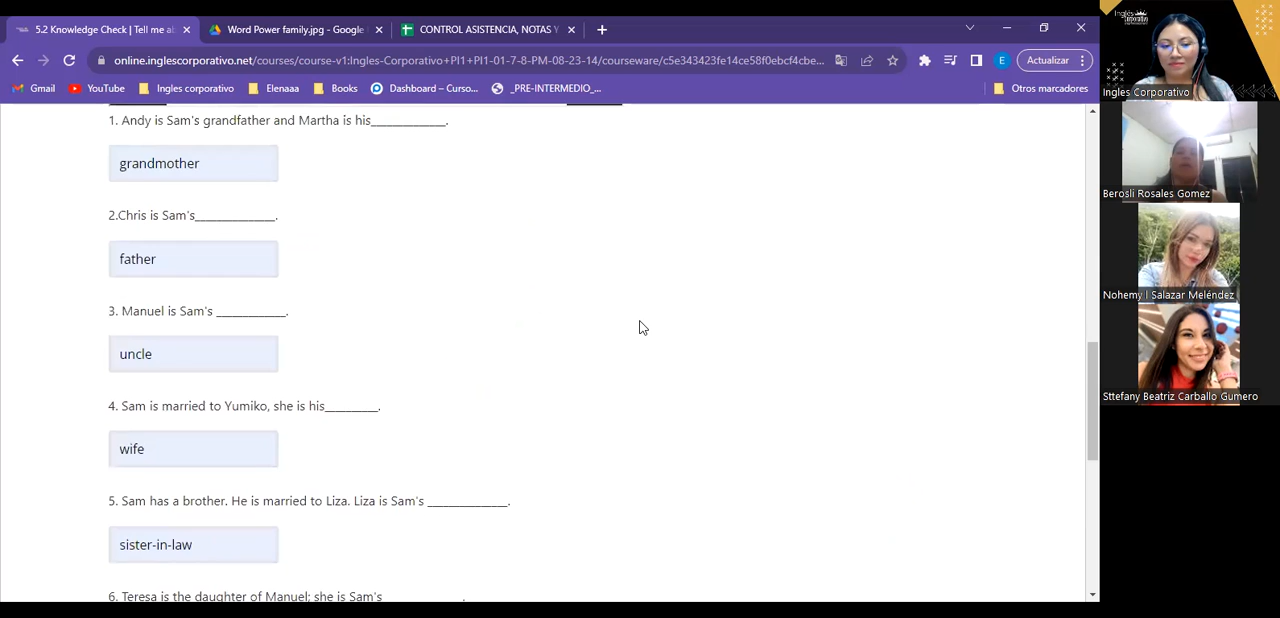 5.2 Knowledge Check | Tell me a
Word Power family.jpg - Google
CONTROL ASISTENCIA, NOTAS Y
online.inglescorporativo.net/courses/course-v1:Ingles-Corporativo+PI1+PI1-01-7-8-PM-08-23-14/courseware/c5e343423fe14ce58f0ebcf4cbe...
E
Actualizar
Gmail
YouTube
Ingles corporativo
Elenaaa
Books
Dashboard – Curso...
_PRE-INTERMEDIO_...
Otros marcadores
1. Andy is Sam's grandfather and Martha is his____________.
grandmother
2.Chris is Sam's_____________.
father
3. Manuel is Sam's ___________.
uncle
4. Sam is married to Yumiko, she is his_________.
wife
5. Sam has a brother. He is married to Liza. Liza is Sam's _____________.
sister-in-law
6. Teresa is the daughter of Manuel; she is Sam's _____________.
Inglés
Corporativo
Ingles Corporativo
Berosli Rosales Gomez
Nohemy I Salazar Meléndez
Sttefany Beatriz Carballo Gumero